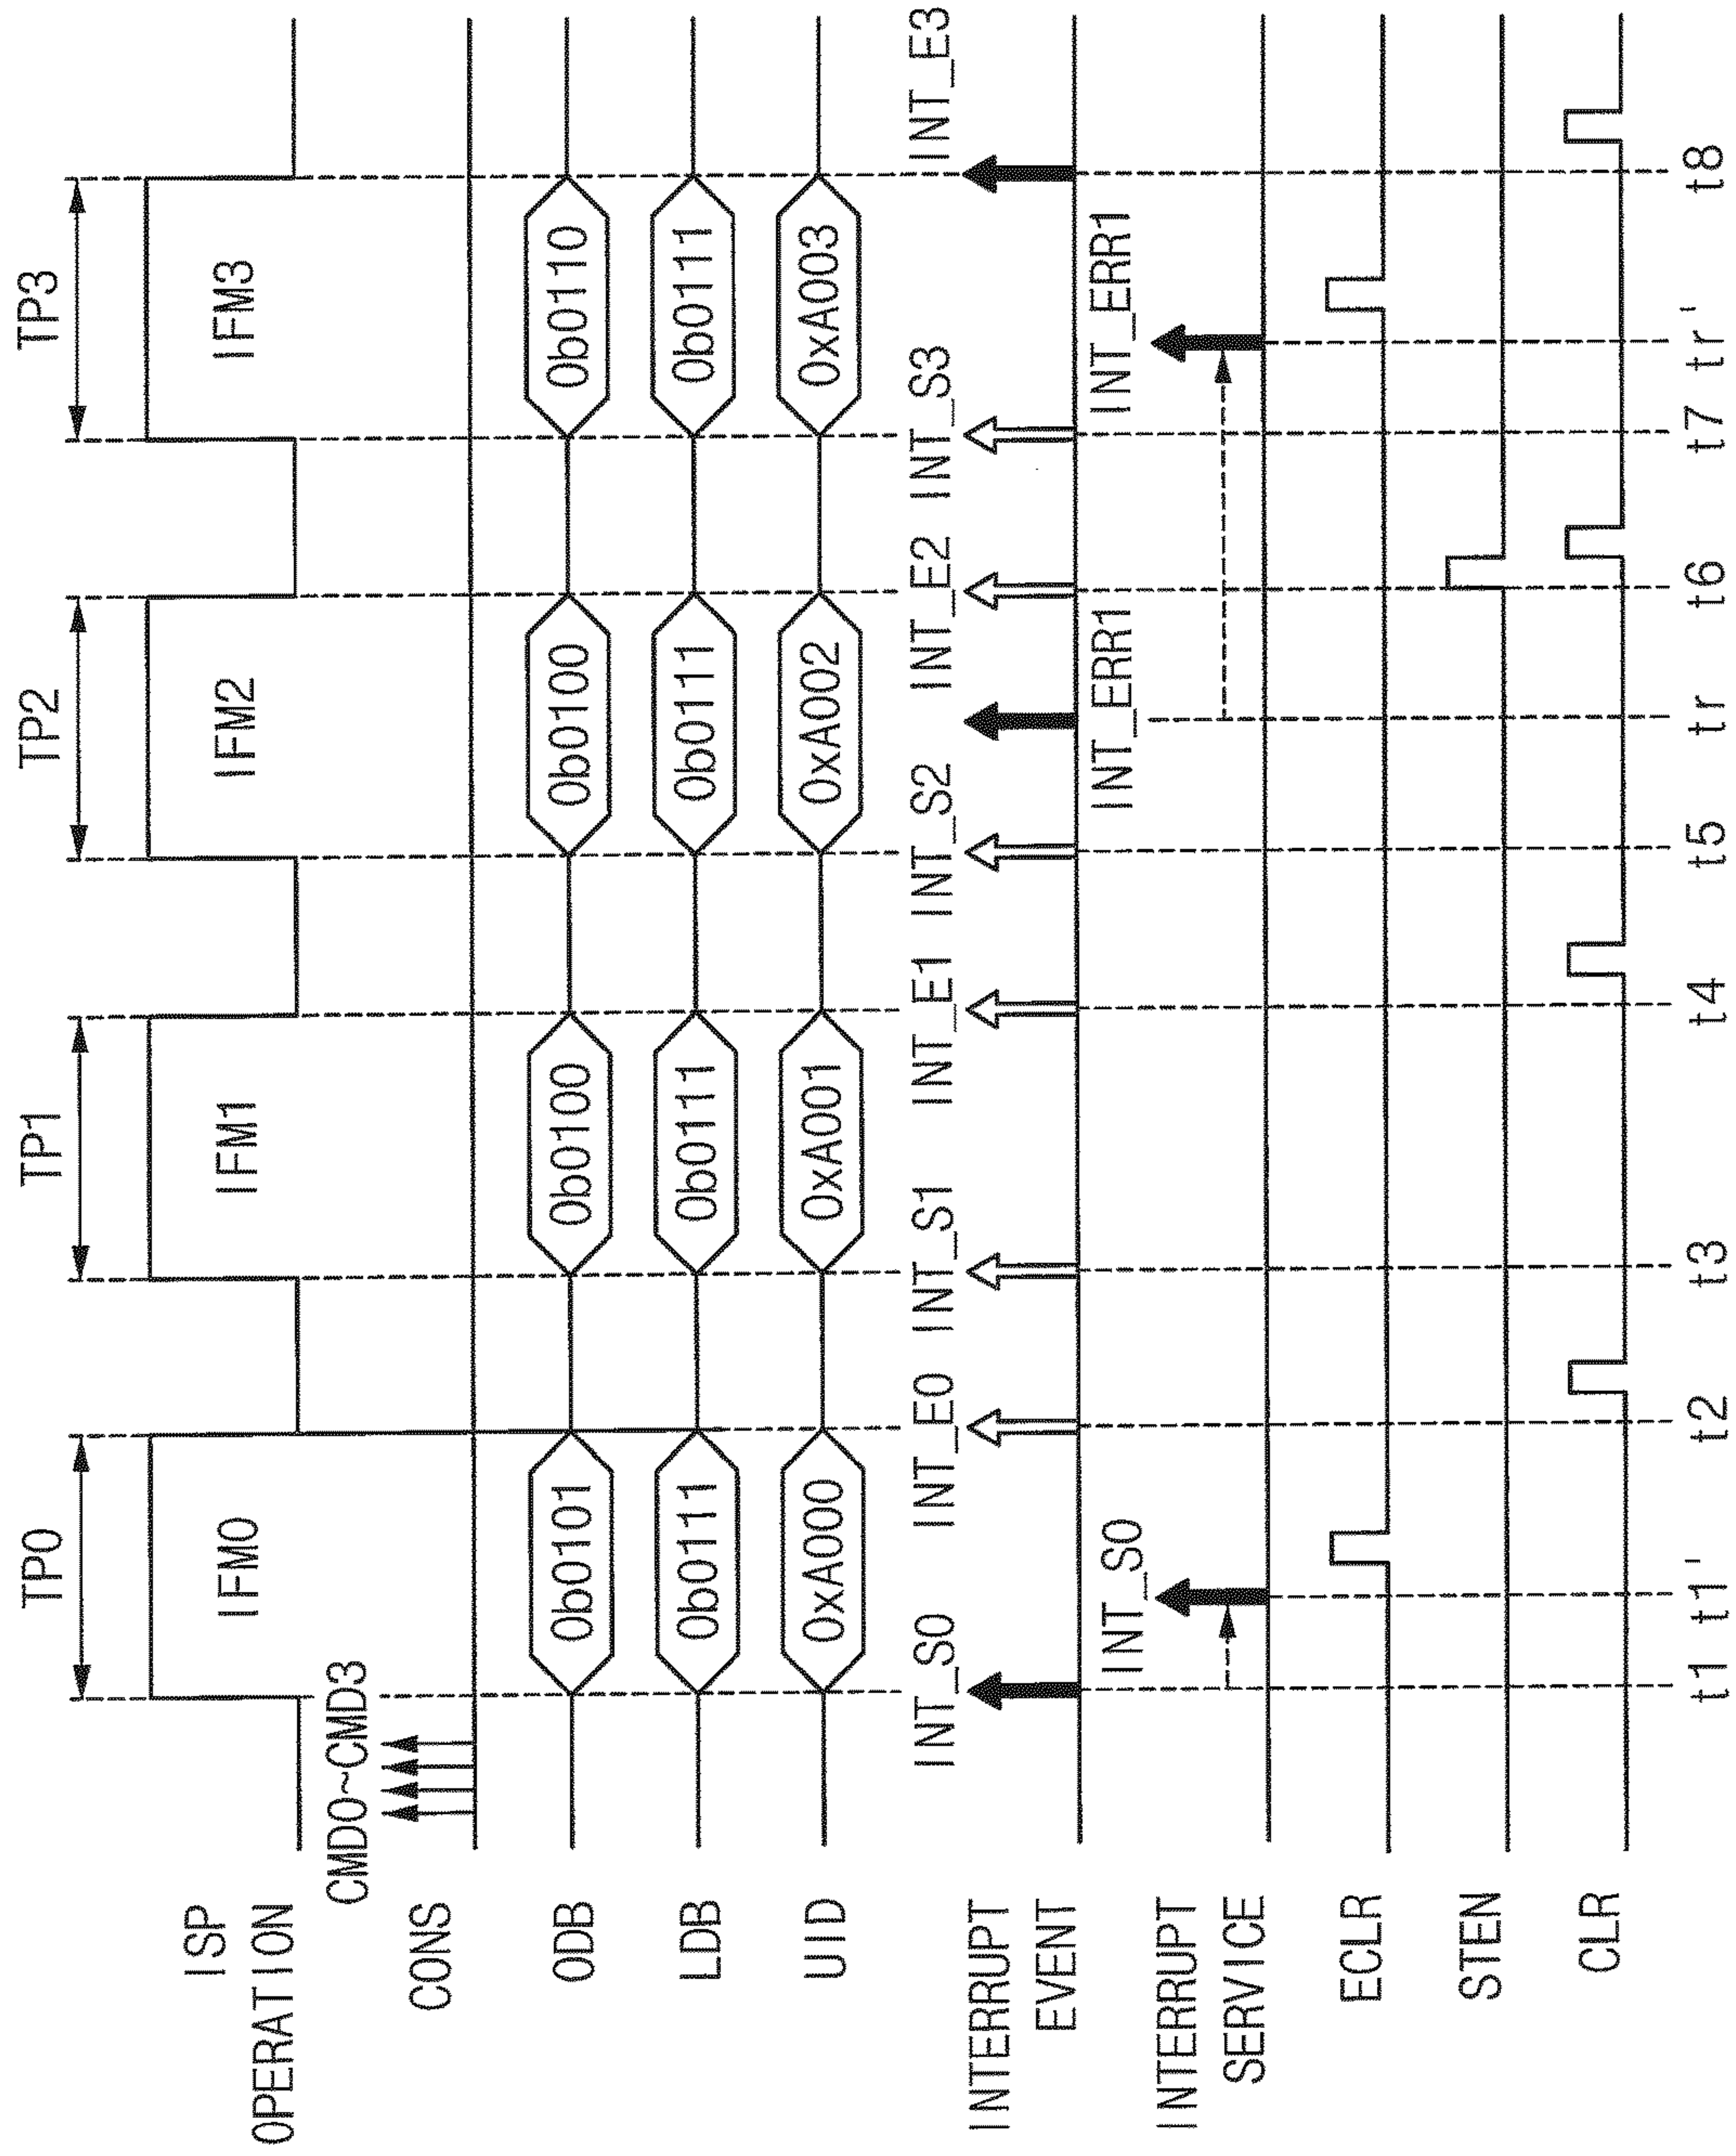 TP0 TP1 TP2 TP3
ISP
OPERATION
IFM0 IFM1 IFM2 IFM3
CMD0~CMD3
CONS
ODB 0b0101 0b0100 0b0100 0b0110
LDB 0b0111 0b0111 0b0111 0b0111
UID 0xA000 0xA001 0xA002 0xA003
INT_S0 INT_E0 INT_S1 INT_E1 INT_S2 INT_E2 INT_S3 INT_E3
INTERRUPT
EVENT
INT_S0 INT_ERR1 INT_ERR1
INTERRUPT
SERVICE
ECLR
STEN
CLR
t1 t1' t2 t3 t4 t5 tr t6 t7 tr' t8